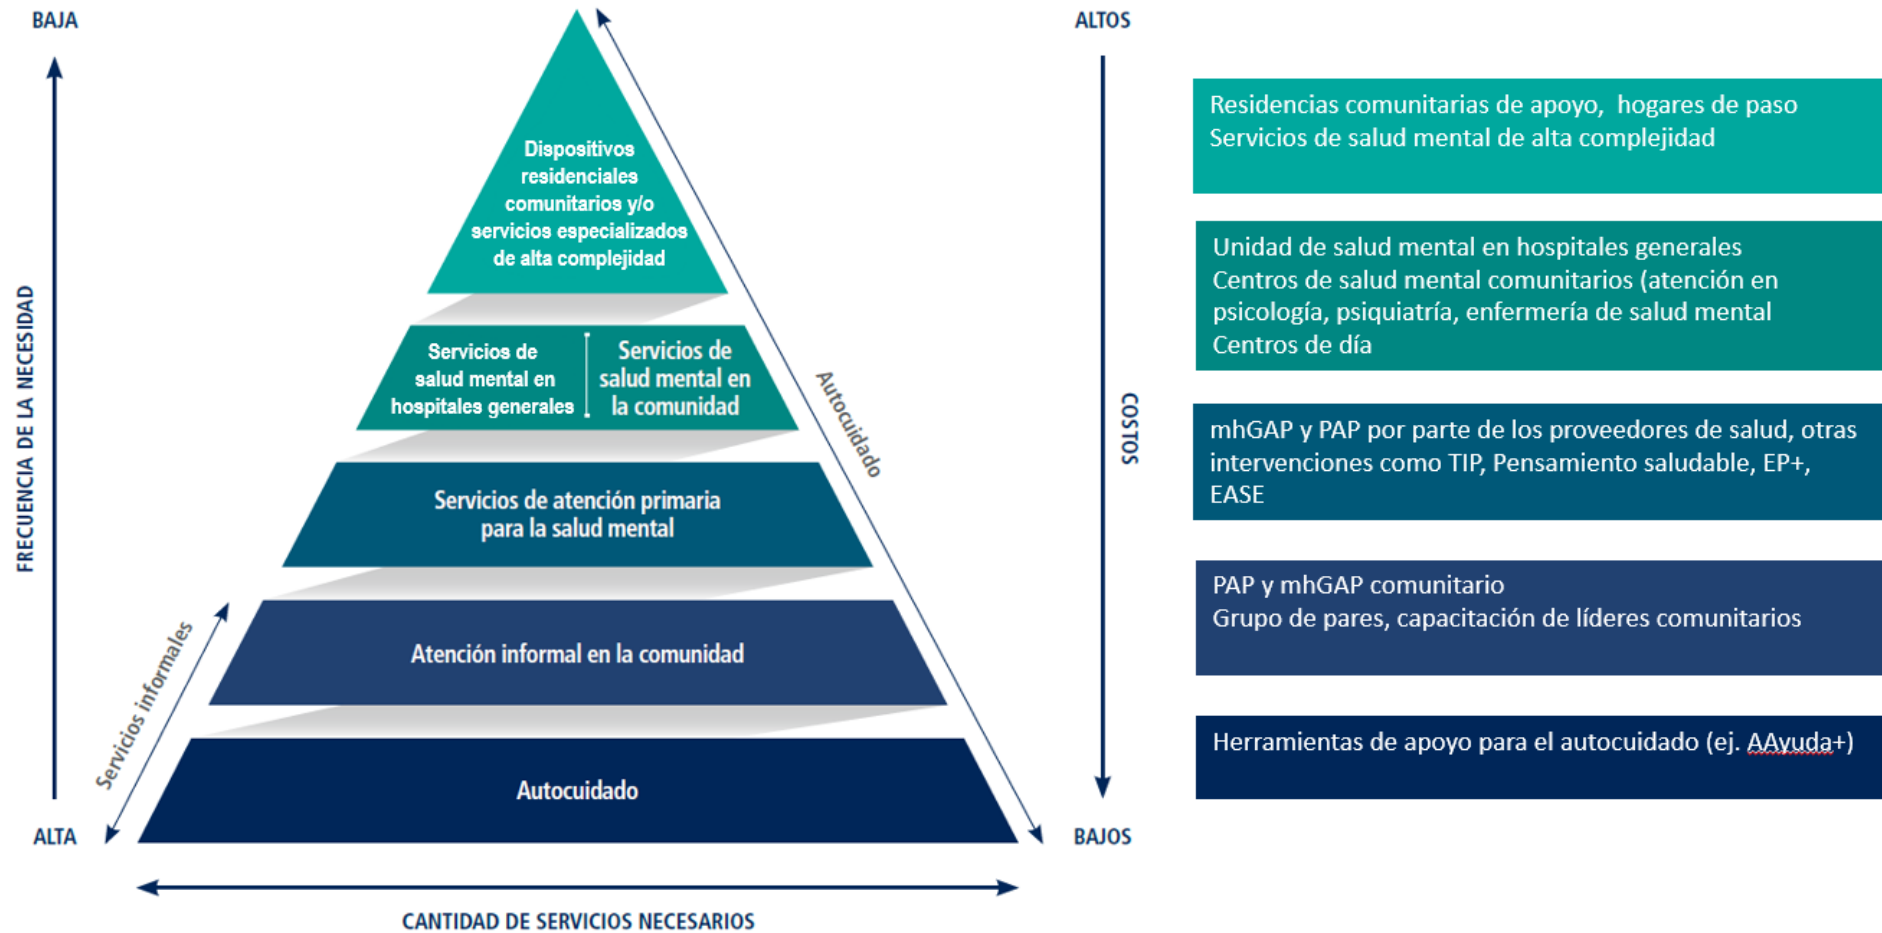 BAJA
ALTOS
Dispositivos
residenciales
comunitarios y/o
servicios especializados
de alta complejidad
Servicios de
salud mental en
hospitales generales
Servicios de
salud mental en
la comunidad
Servicios de atención primaria
para la salud mental
Atención informal en la comunidad
Autocuidado
FRECUENCIA DE LA NECESIDAD
Servicios informales
Autocuidado
COSTOS
ALTA
BAJOS
CANTIDAD DE SERVICIOS NECESARIOS
Residencias comunitarias de apoyo, hogares de paso
Servicios de salud mental de alta complejidad
Unidad de salud mental en hospitales generales
Centros de salud mental comunitarios (atención en
psicología, psiquiatría, enfermería de salud mental
Centros de día
mhGAP y PAP por parte de los proveedores de salud, otras
intervenciones como TIP, Pensamiento saludable, EP+,
EASE
PAP y mhGAP comunitario
Grupo de pares, capacitación de líderes comunitarios
Herramientas de apoyo para el autocuidado (ej. AAyuda+)